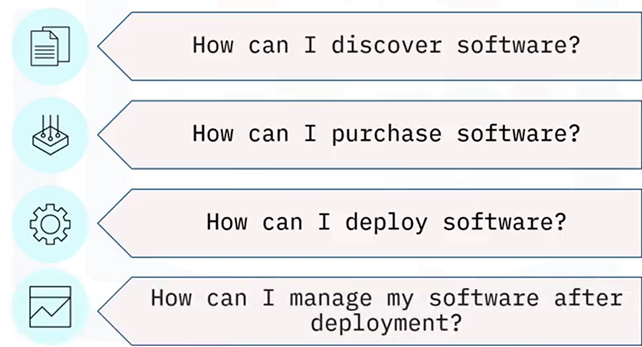 How can I discover software?
How can I purchase software?
How can I deploy software?
How can I manage my software after
deployment?